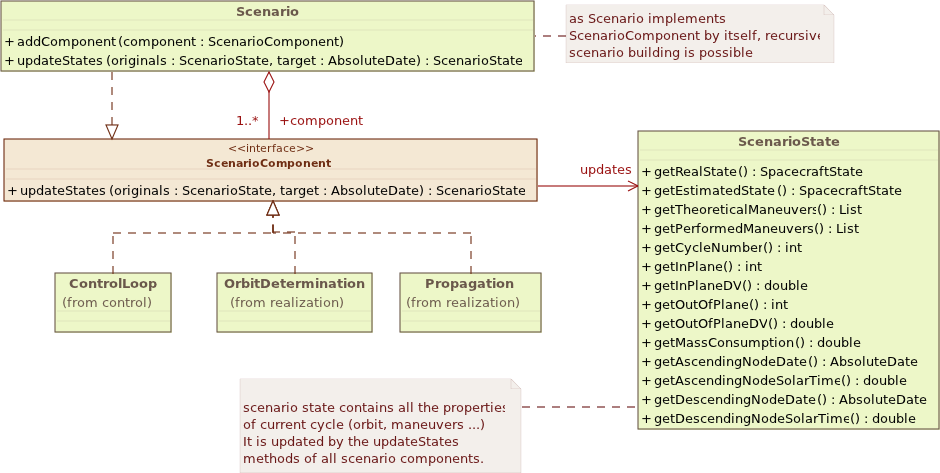 Scenario
+ addComponent (component : ScenarioComponent)
+ updateStates (originals : ScenarioState, target : AbsoluteDate) : ScenarioState
as Scenario implements
ScenarioComponent by itself, recursive
scenario building is possible
1..* +component
<<interface>>
ScenarioComponent
+ updateStates (originals : ScenarioState, target : AbsoluteDate) : ScenarioState
updates
ScenarioState
+ getRealState() : SpacecraftState
+ getEstimatedState() : SpacecraftState
+ getTheoreticalManeuvers() : List
+ getPerformedManeuvers() : List
+ getCycleNumber() : int
+ getInPlane() : int
+ getInPlaneDV() : double
+ getOutOfPlane() : int
+ getOutOfPlaneDV() : double
+ getMassConsumption() : double
+ getAscendingNodeDate() : AbsoluteDate
+ getAscendingNodeSolarTime() : double
+ getDescendingNodeDate() : AbsoluteDate
+ getDescendingNodeSolarTime() : double
ControlLoop
(from control)
OrbitDetermination
(from realization)
Propagation
(from realization)
scenario state contains all the properties
of current cycle (orbit, maneuvers ...)
It is updated by the updateStates
methods of all scenario components.